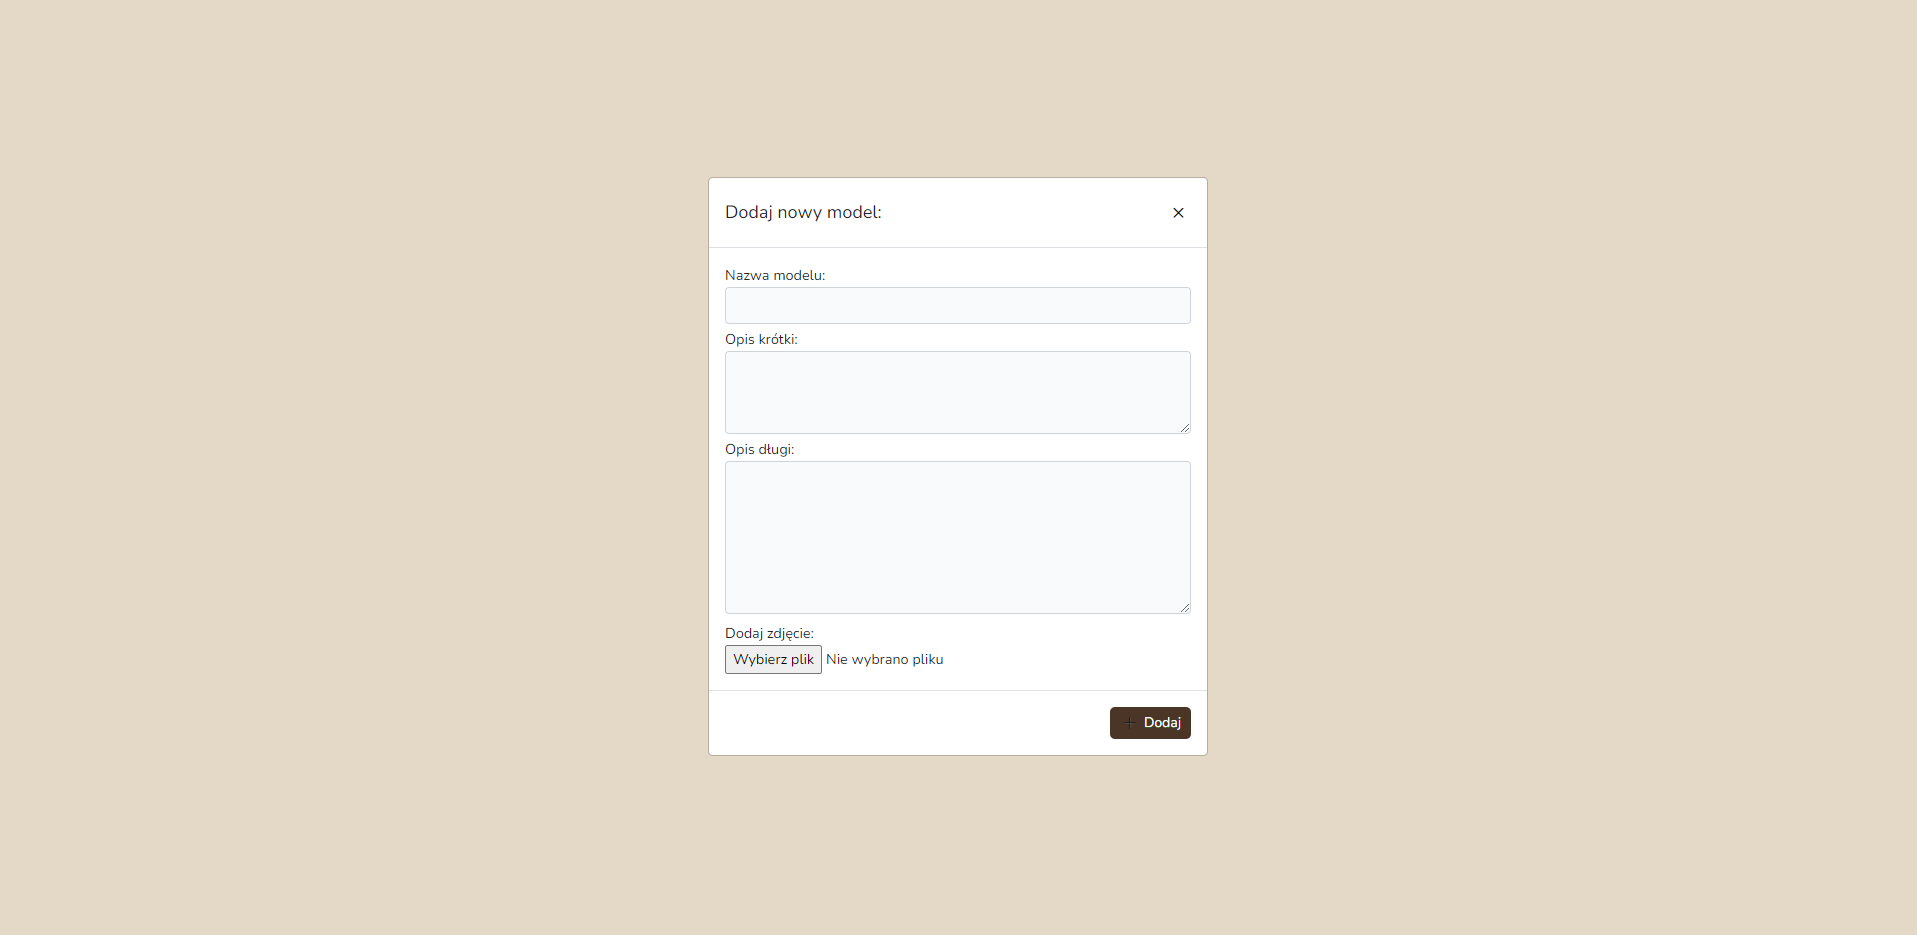 Dodaj nowy model:
Nazwa modelu:
Opis krótki:
Opis długi:
Dodaj zdjęcie:
Wybierz plik Nie wybrano pliku
Dodaj